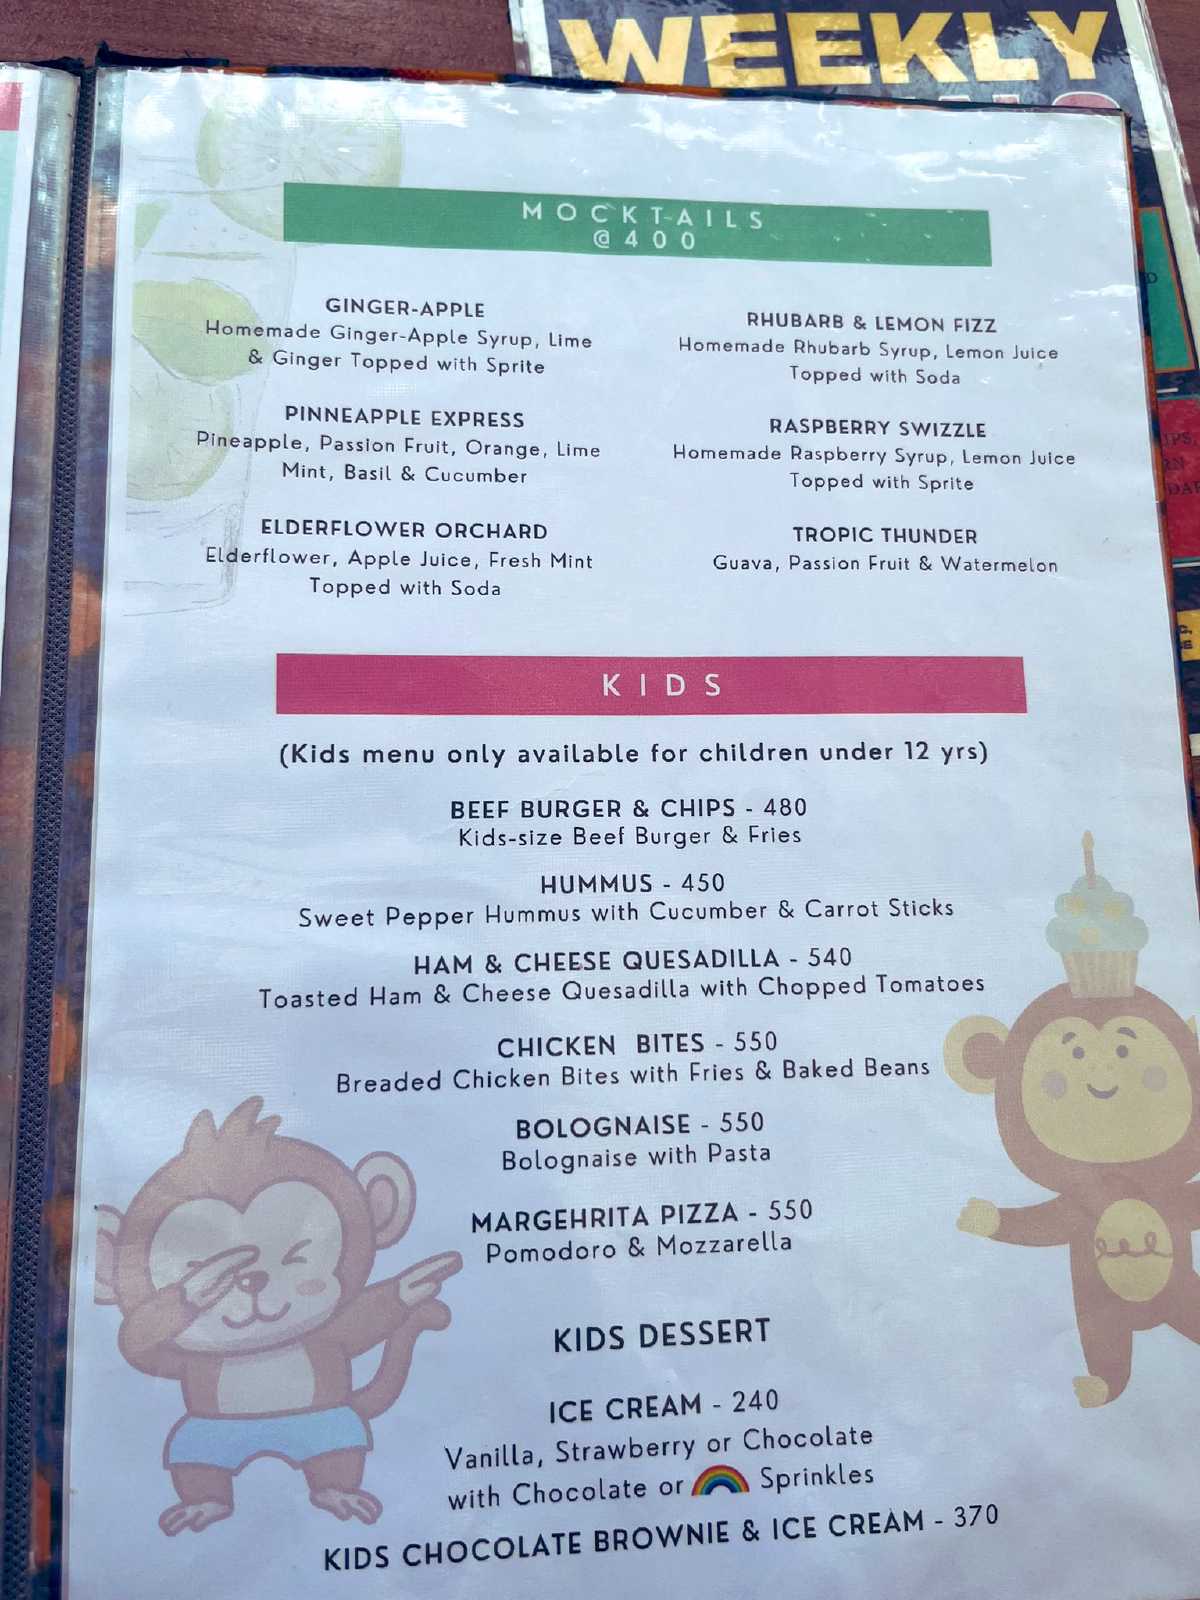 WEEKLY
MOCKTAILS
@400
GINGER-APPLE
Homemade Ginger-Apple Syrup, Lime
& Ginger Topped with Sprite
PINNEAPPLE EXPRESS
Pineapple, Passion Fruit, Orange, Lime
Mint, Basil & Cucumber
ELDERFLOWER ORCHARD
Elderflower, Apple Juice, Fresh Mint
Topped with Soda
RHUBARB & LEMON FIZZ
Homemade Rhubarb Syrup, Lemon Juice
Topped with Soda
RASPBERRY SWIZZLE
Homemade Raspberry Syrup, Lemon Juice
Topped with Sprite
TROPIC THUNDER
Guava, Passion Fruit & Watermelon
KIDS
(Kids menu only available for children under 12 yrs)
BEEF BURGER & CHIPS - 480
Kids-size Beef Burger & Fries
HUMMUS - 450
Sweet Pepper Hummus with Cucumber & Carrot Sticks
HAM & CHEESE QUESADILLA - 540
Toasted Ham & Cheese Quesadilla with Chopped Tomatoes
CHICKEN BITES - 550
Breaded Chicken Bites with Fries & Baked Beans
BOLOGNAISE - 550
Bolognaise with Pasta
MARGEHRITA PIZZA - 550
Pomodoro & Mozzarella
KIDS DESSERT
ICE CREAM - 240
Vanilla, Strawberry or Chocolate
with Chocolate or 🌈 Sprinkles
KIDS CHOCOLATE BROWNIE & ICE CREAM - 370